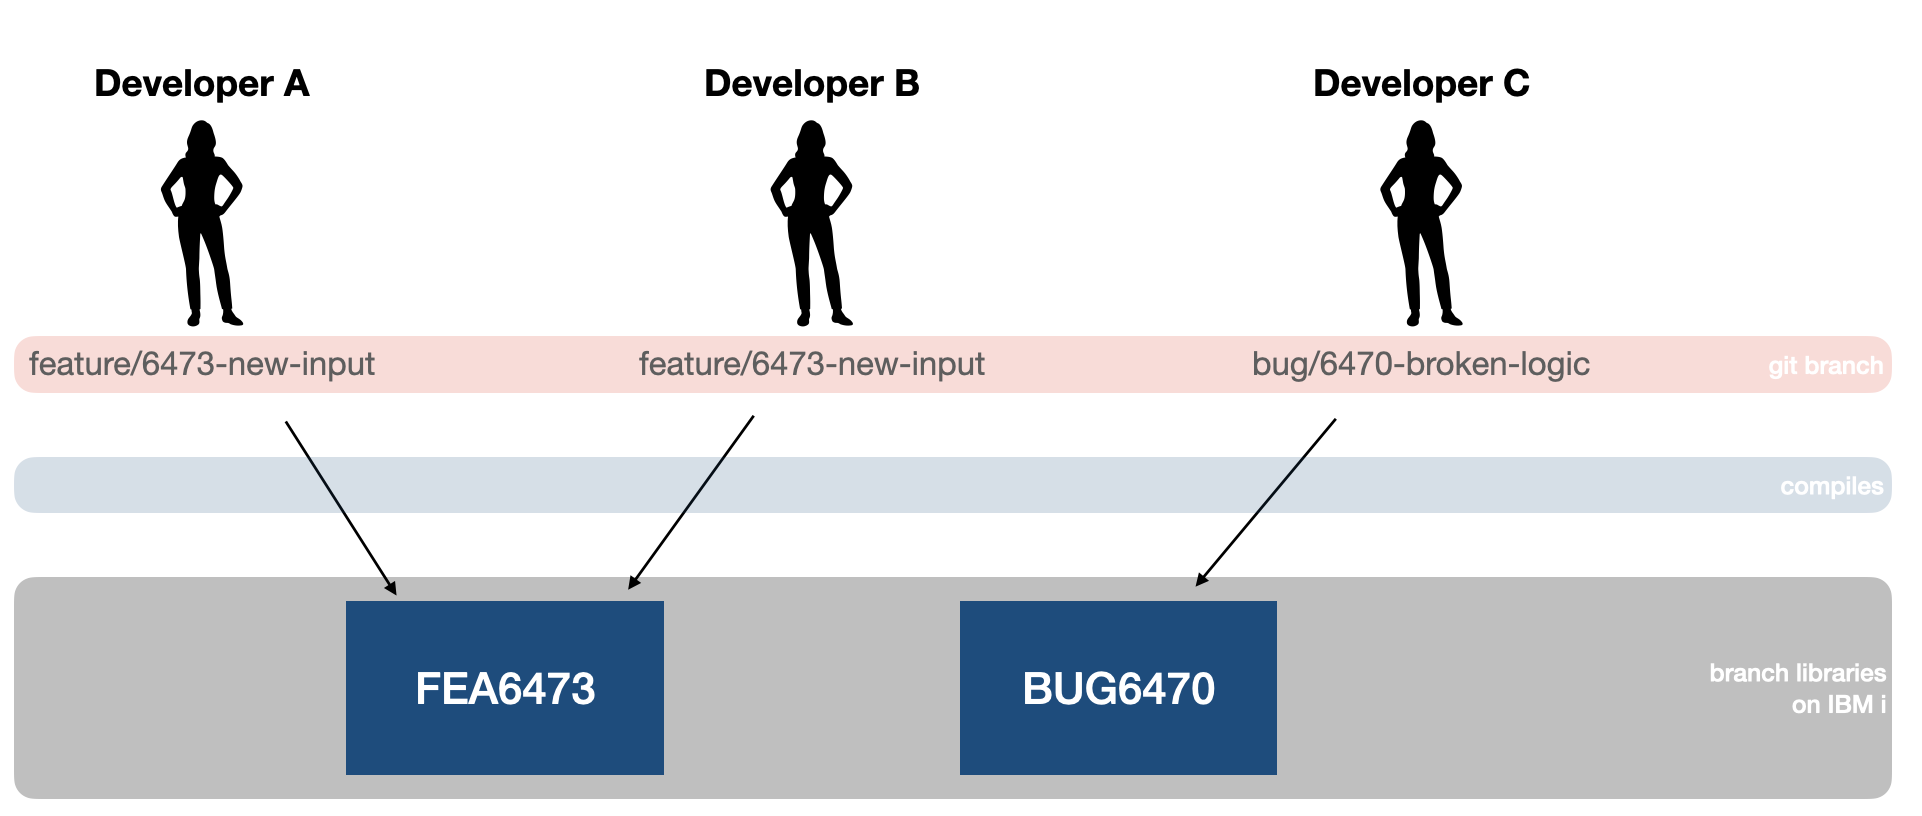 Developer A
Developer B
Developer C
feature/6473-new-input
feature/6473-new-input
bug/6470-broken-logic
git branch
compiles
FEA6473
BUG6470
branch libraries
on IBM i